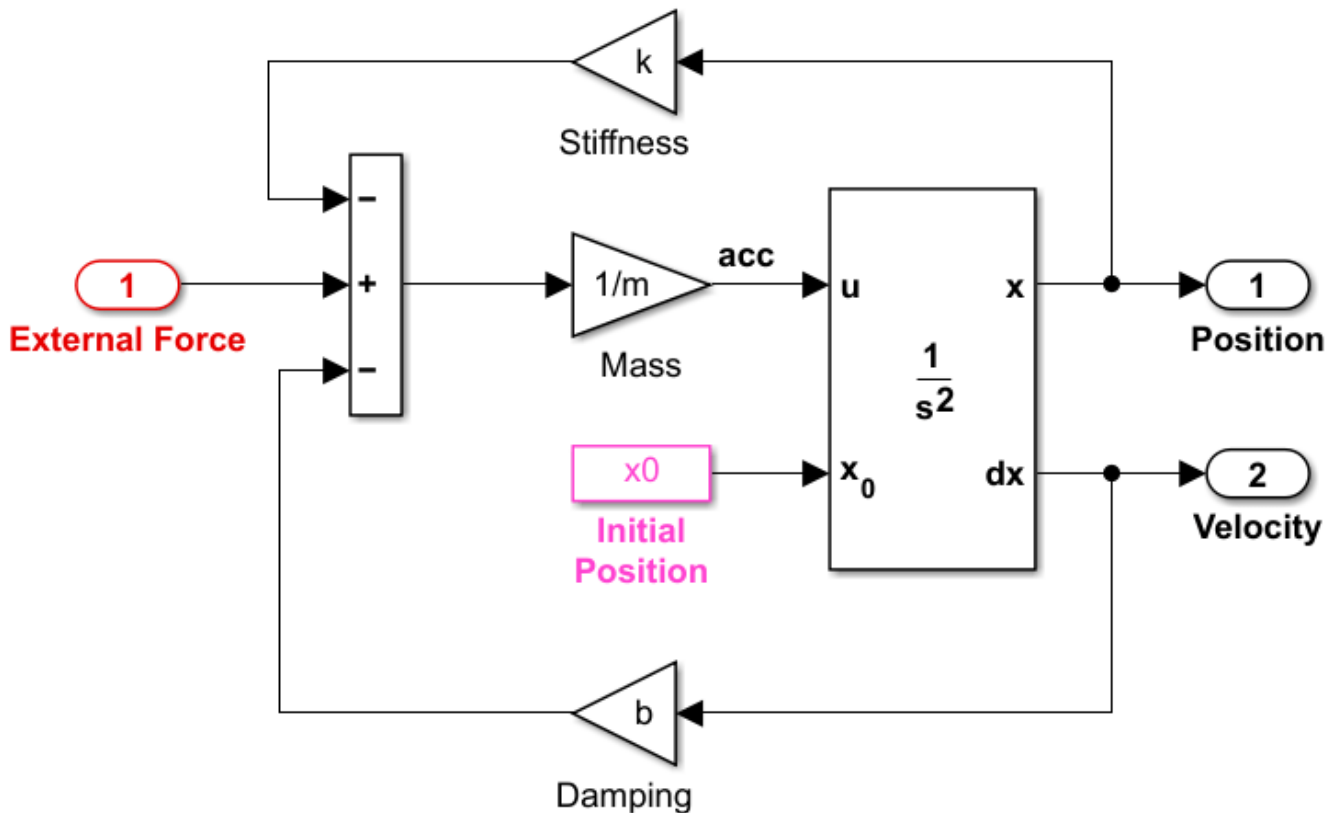 k
Stiffness
−
1
+
External Force
−
1/m
Mass
acc
u
x
1
s2
x0
dx
1
Position
x0
Initial
Position
2
Velocity
b
Damping